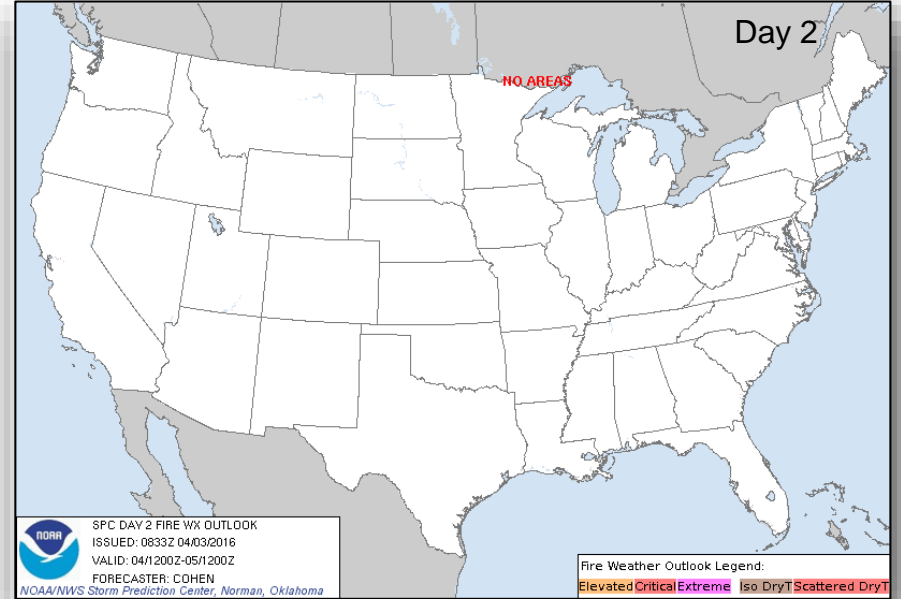 Day 2
NO AREAS
NOAA
SPC DAY 2 FIRE WX OUTLOOK
ISSUED: 0833Z 04/03/2016
VALID: 04/1200Z-05/1200Z
FORECASTER: COHEN
NOAA/NWS Storm Prediction Center, Norman, Oklahoma
Fire Weather Outlook Legend:
Elevated Critical Extreme Iso DryT Scattered DryT